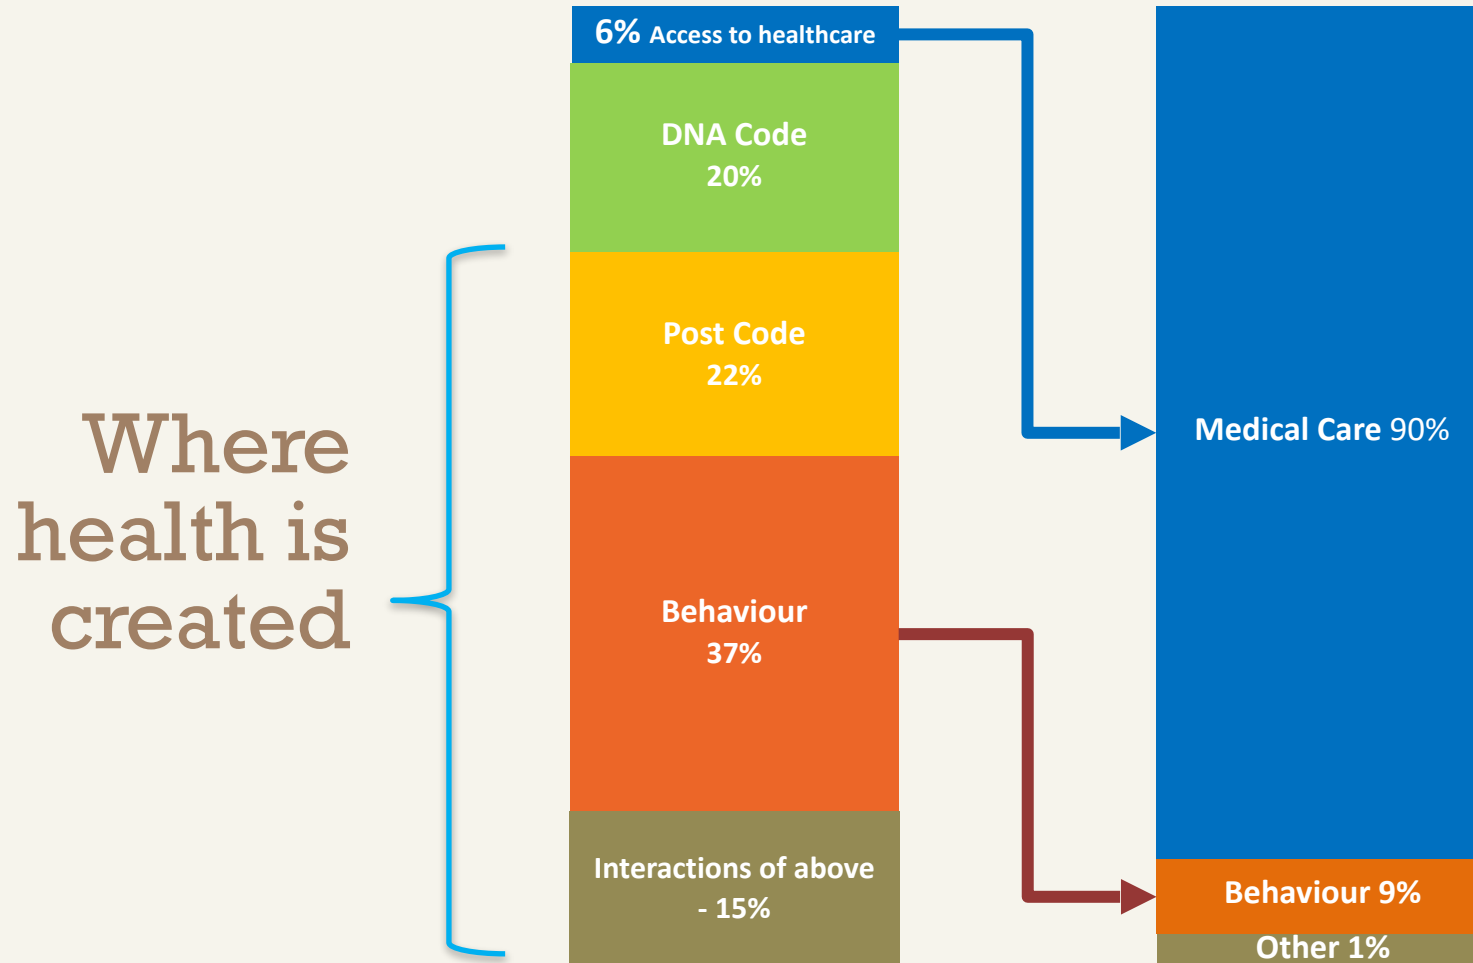 Where
health is
created
6% Access to healthcare
DNA Code
20%
Post Code
22%
Behaviour
37%
Interactions of above
- 15%
Medical Care 90%
Behaviour 9%
Other 1%